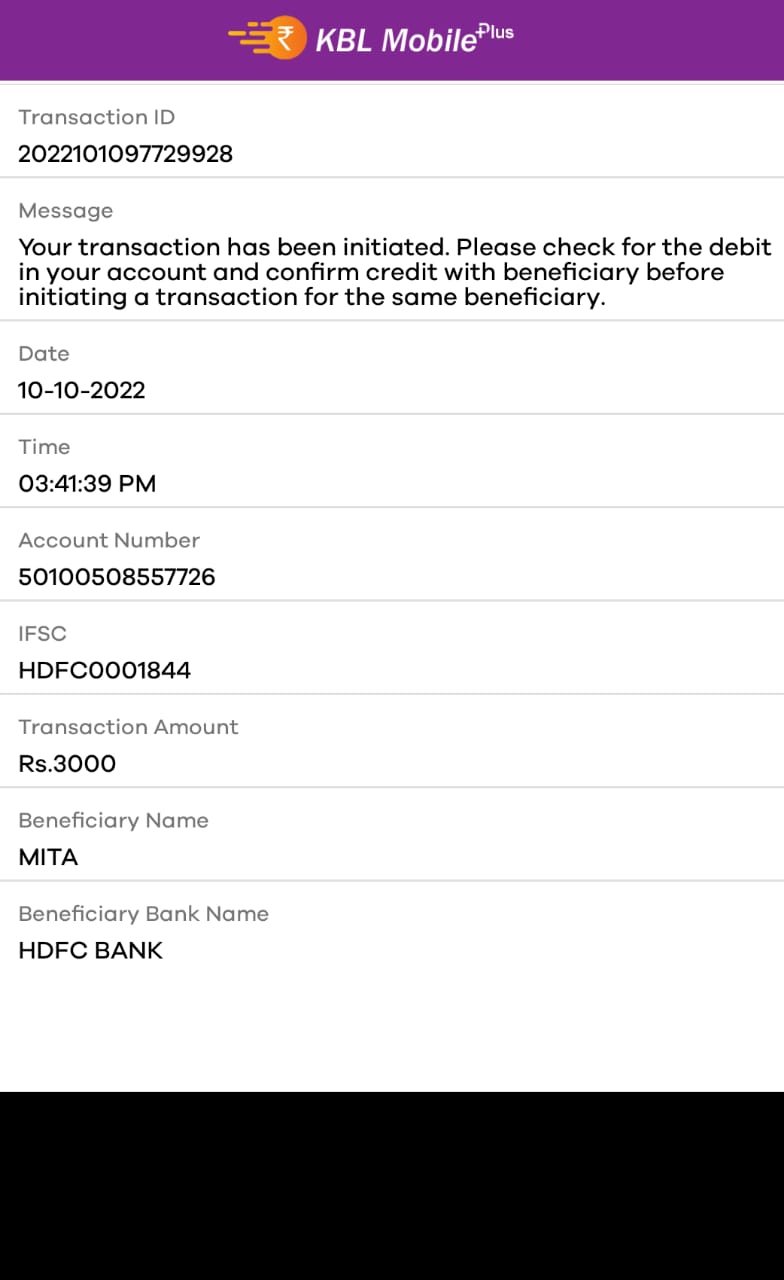 KBL Mobile Plus
Transaction ID
2022101097729928
Message
Your transaction has been initiated. Please check for the debit
in your account and confirm credit with beneficiary before
initiating a transaction for the same beneficiary.
Date
10-10-2022
Time
03:41:39 PM
Account Number
50100508557726
IFSC
HDFC0001844
Transaction Amount
Rs.3000
Beneficiary Name
MITA
Beneficiary Bank Name
HDFC BANK